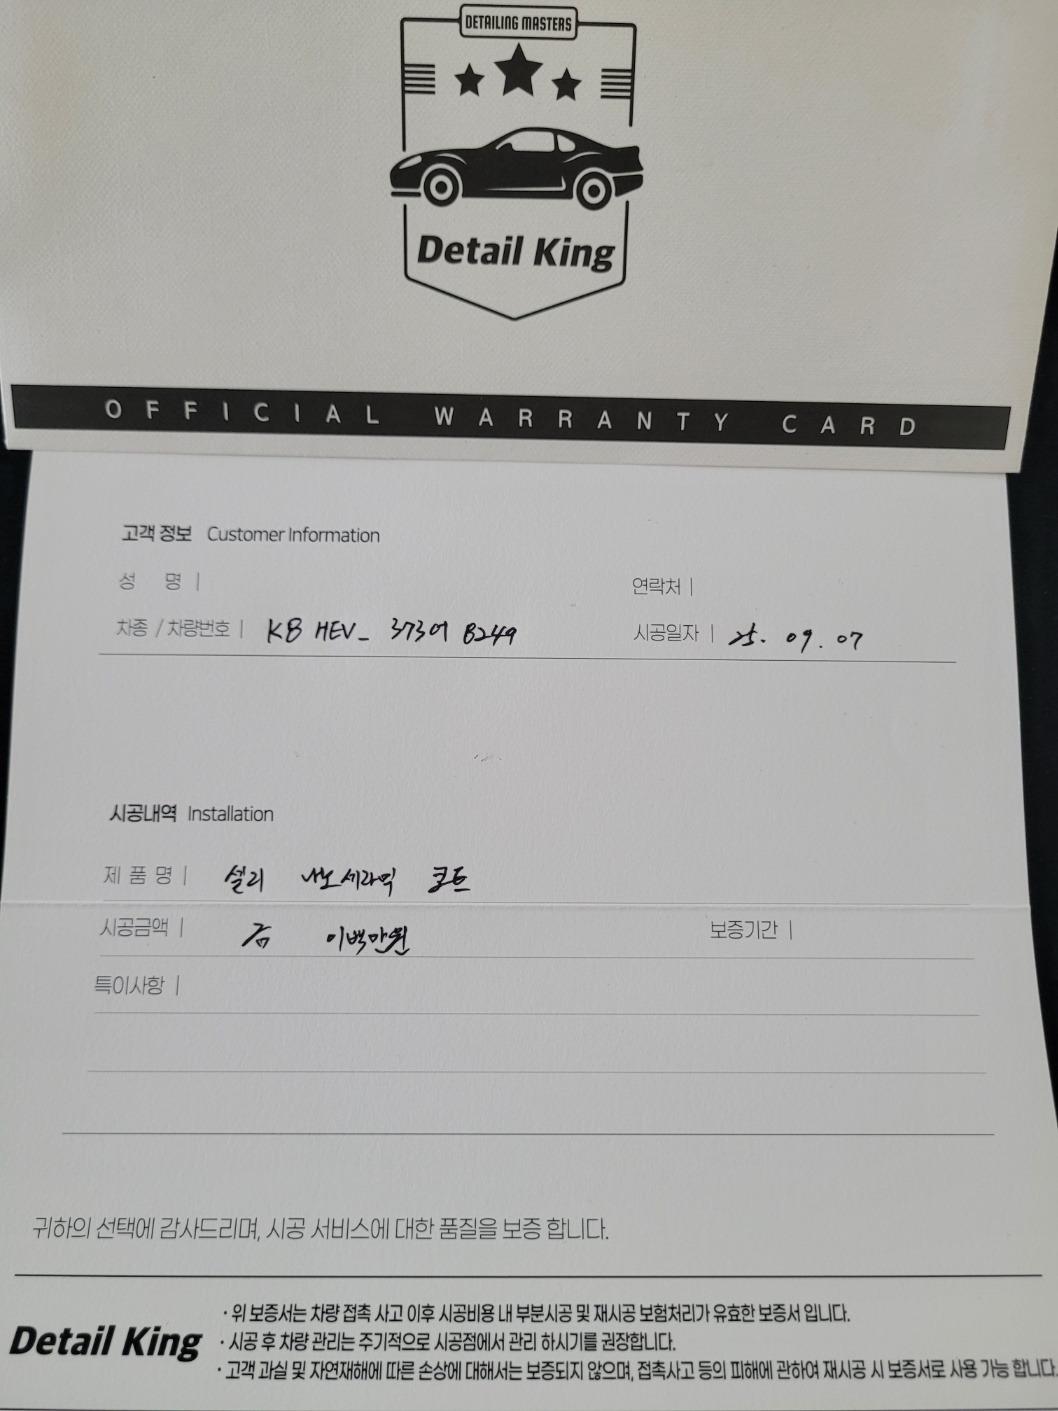 DETAILING MASTERS
Detail King
OFFICIAL WARRANTY CARD
고객 정보 Customer Information
성 명 |
연락처 |
차종 / 차량번호 | K8 HEV_ 373어 8249
시공일자 | 25. 09. 07
시공내역 Installation
제 품 명 | 설리 나노세라믹 코트
시공금액 | 금 이백만원
보증기간 |
특이사항 |
귀하의 선택에 감사드리며, 시공 서비스에 대한 품질을 보증 합니다.
Detail King
· 위 보증서는 차량 접촉 사고 이후 시공비용 내 부분시공 및 재시공 보험처리가 유효한 보증서 입니다.
· 시공 후 차량 관리는 주기적으로 시공점에서 관리 하시기를 권장합니다.
· 고객 과실 및 자연재해에 따른 손상에 대해서는 보증되지 않으며, 접촉사고 등의 피해에 관하여 재시공 시 보증서로 사용 가능 합니다.